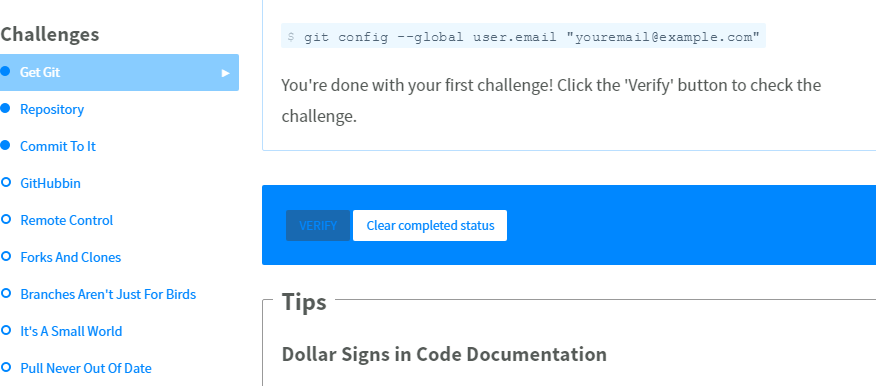 Challenges
Get Git
Repository
Commit To It
GitHubbin
Remote Control
Forks And Clones
Branches Aren't Just For Birds
It's A Small World
Pull Never Out Of Date
$ git config --global user.email "youremail@example.com"
You're done with your first challenge! Click the 'Verify' button to check the
challenge.
VERIFY Clear completed status
Tips
Dollar Signs in Code Documentation